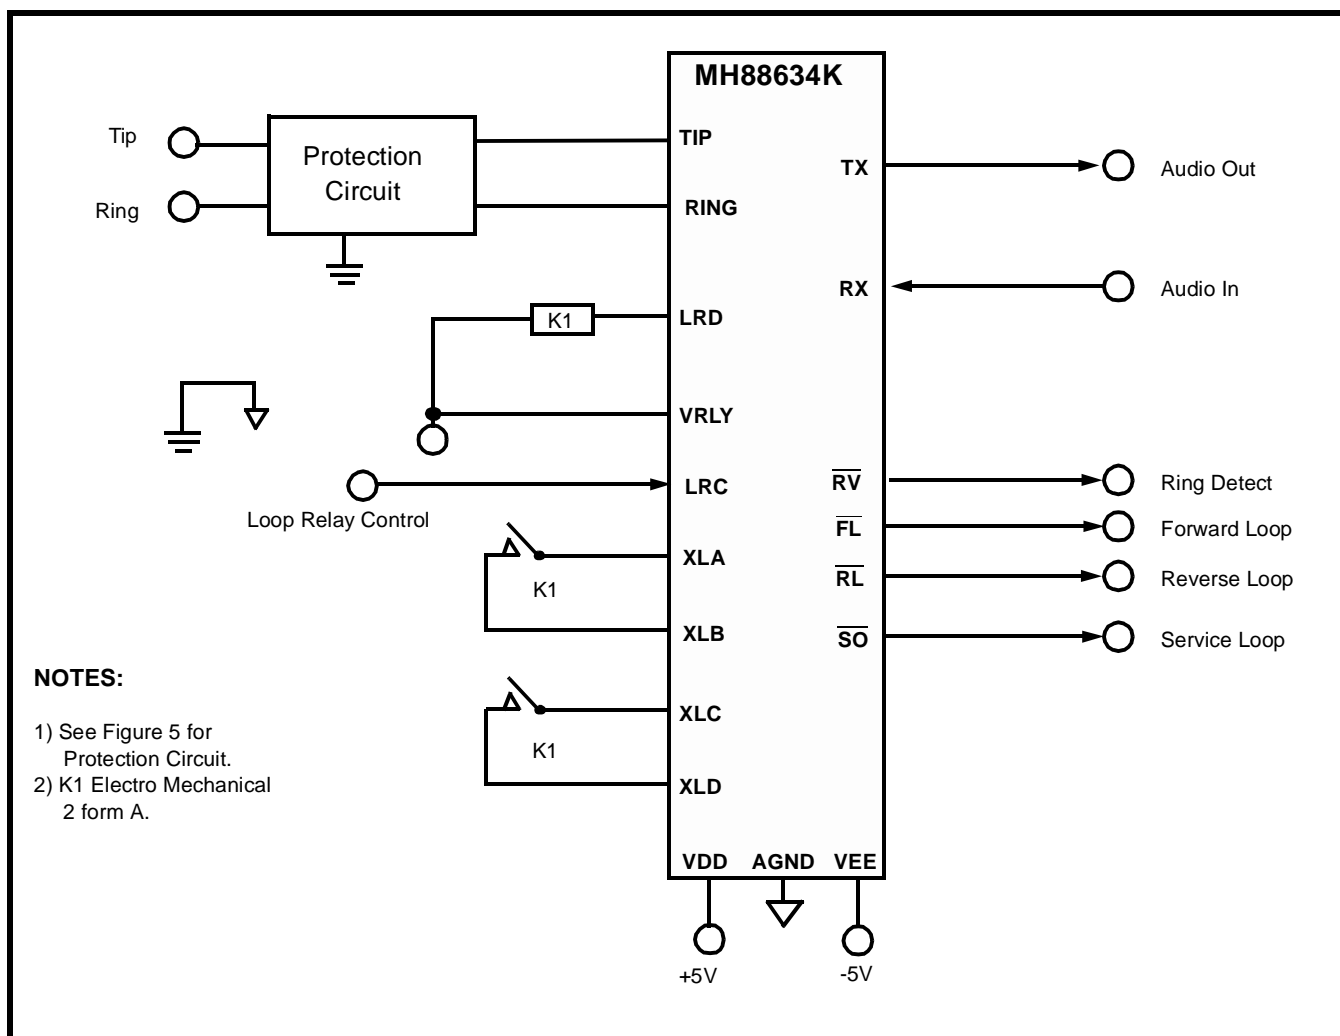 MH88634K
Tip
Protection
Circuit
TIP
TX
Audio Out
Ring
RING
RX
Audio In
K1
LRD
VRLY
LRC
Loop Relay Control
RV
Ring Detect
FL
Forward Loop
XLA
K1
RL
Reverse Loop
XLB
SO
Service Loop
NOTES:
1) See Figure 5 for
Protection Circuit.
2) K1 Electro Mechanical
2 form A.
XLC
K1
XLD
VDD AGND VEE
+5V
-5V